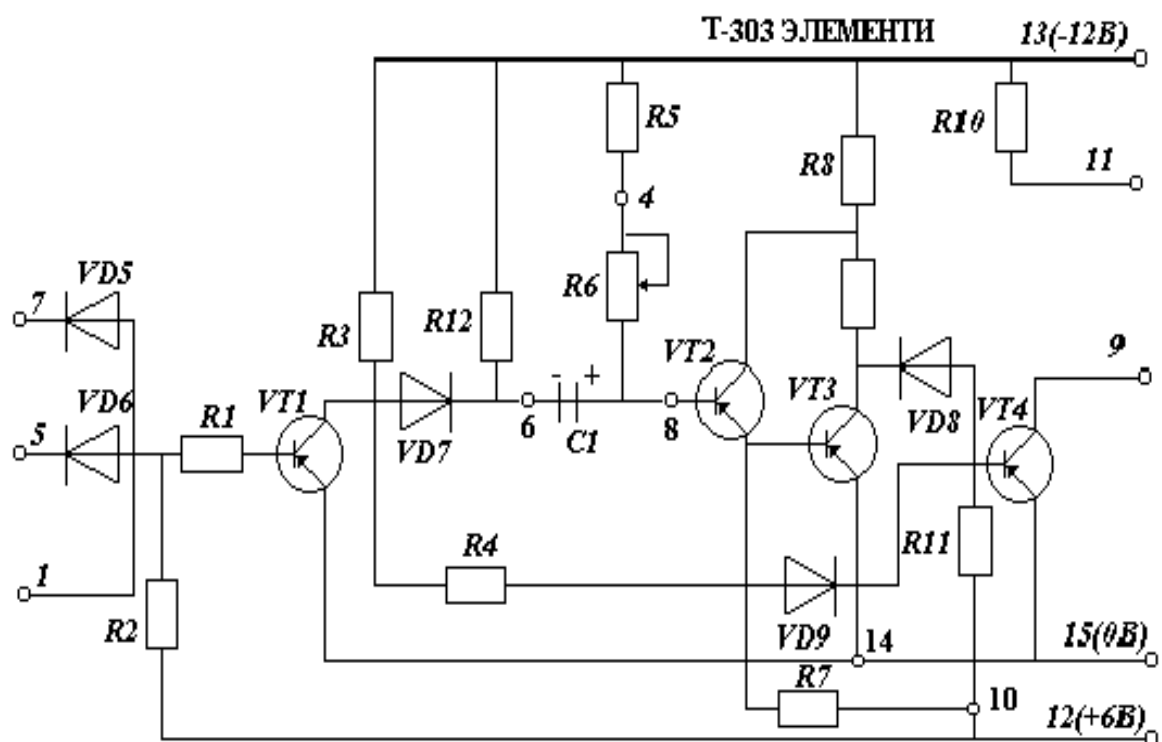 Т-303 ЭЛЕМЕНТИ
13(-12В)
R5
R10
R8
11
4
VD5
7
R6
R3
R12
VT2
9
VD6
- +
VT3
5
R1
VT1
VD8
VT4
6
8
VD7
C1
R11
R4
1
R2
VD9
14
15(0В)
R7
10
12(+6В)